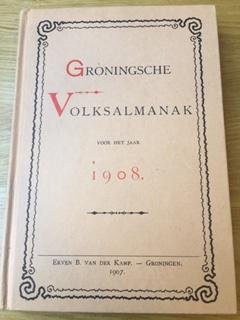 GRONINGSCHE
VOLKSALMANAK
VOOR HET JAAR
1908.
ERVEN B. VAN DER KAMP. — GRONINGEN.
1907.